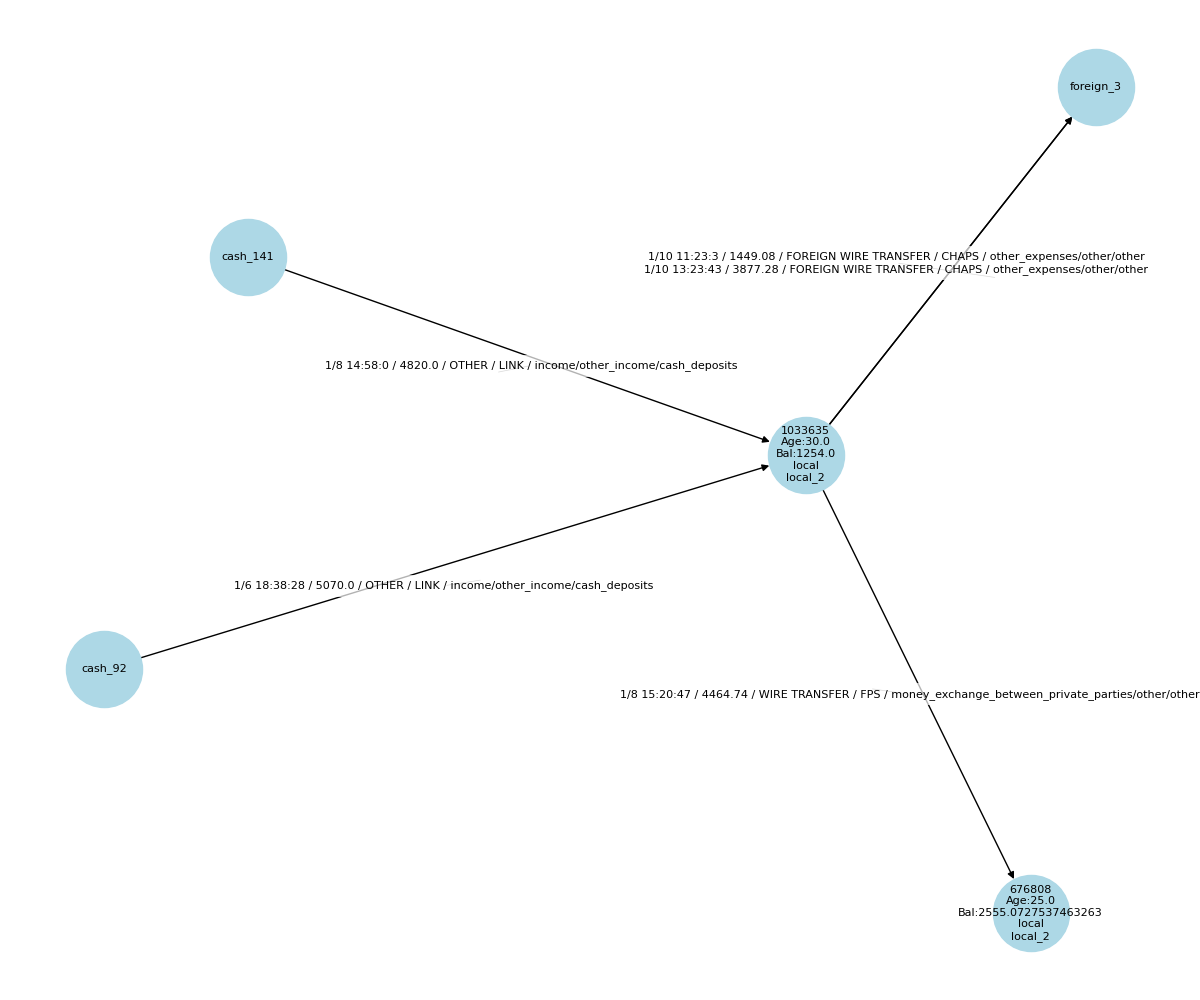 foreign_3
cash_141
1/10 11:23:3 / 1449.08 / FOREIGN WIRE TRANSFER / CHAPS / other_expenses/other/other
1/10 13:23:43 / 3877.28 / FOREIGN WIRE TRANSFER / CHAPS / other_expenses/other/other
1/8 14:58:0 / 4820.0 / OTHER / LINK / income/other_income/cash_deposits
1033635
Age:30.0
Bal:1254.0
local
local_2
1/6 18:38:28 / 5070.0 / OTHER / LINK / income/other_income/cash_deposits
cash_92
1/8 15:20:47 / 4464.74 / WIRE TRANSFER / FPS / money_exchange_between_private_parties/other/other
676808
Age:25.0
Bal:2555.0727537463263
local
local_2